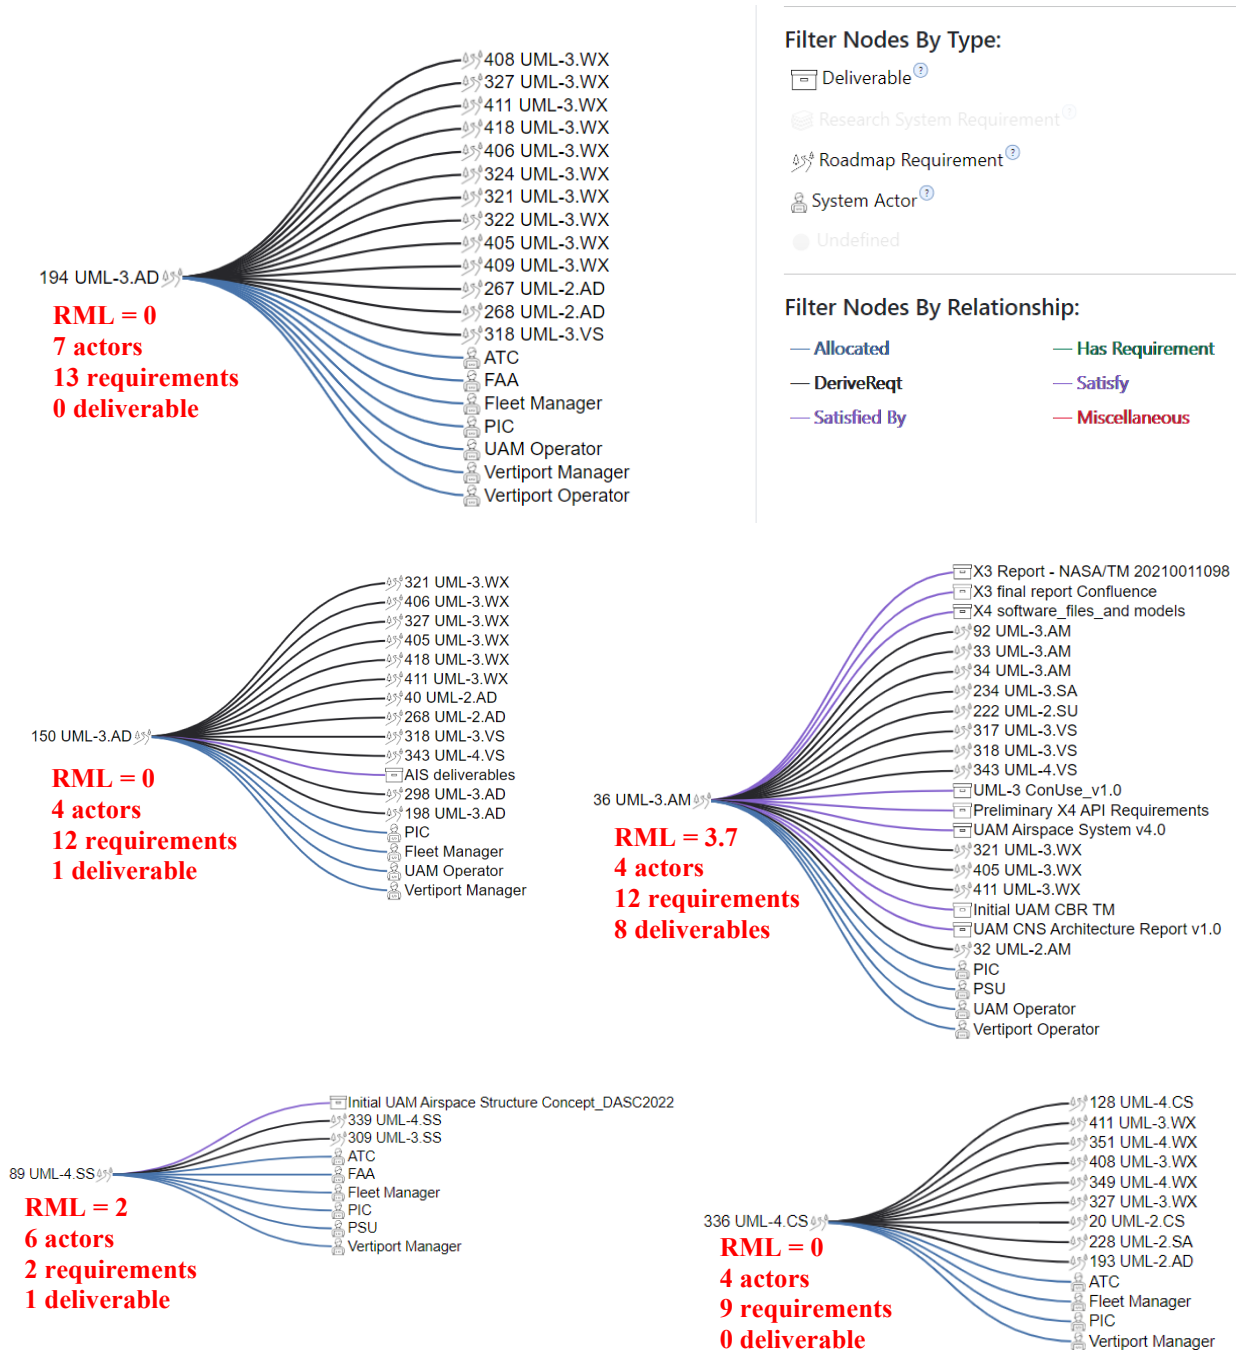 408 UML-3.WX
327 UML-3.WX
411 UML-3.WX
418 UML-3.WX
406 UML-3.WX
324 UML-3.WX
321 UML-3.WX
322 UML-3.WX
405 UML-3.WX
409 UML-3.WX
267 UML-2.AD
268 UML-2.AD
318 UML-3.VS
ATC
FAA
Fleet Manager
PIC
UAM Operator
Vertiport Manager
Vertiport Operator
194 UML-3.AD
RML = 0
7 actors
13 requirements
0 deliverable
Filter Nodes By Type:
Deliverable ?
Research System Requirement ?
Roadmap Requirement ?
System Actor ?
Undefined
Filter Nodes By Relationship:
Allocated
Has Requirement
DeriveReqt
Satisfy
Satisfied By
Miscellaneous
321 UML-3.WX
406 UML-3.WX
327 UML-3.WX
405 UML-3.WX
418 UML-3.WX
411 UML-3.WX
40 UML-2.AD
268 UML-2.AD
318 UML-3.VS
343 UML-4.VS
AIS deliverables
298 UML-3.AD
198 UML-3.AD
PIC
Fleet Manager
UAM Operator
Vertiport Manager
150 UML-3.AD
RML = 0
4 actors
12 requirements
1 deliverable
X3 Report - NASA/TM 20210011098
X3 final report Confluence
X4 software_files_and models
92 UML-3.AM
33 UML-3.AM
34 UML-3.AM
234 UML-3.SA
222 UML-2.SU
317 UML-3.VS
318 UML-3.VS
343 UML-4.VS
UML-3 ConUse_v1.0
Preliminary X4 API Requirements
UAM Airspace System v4.0
321 UML-3.WX
405 UML-3.WX
411 UML-3.WX
Initial UAM CBR TM
UAM CNS Architecture Report v1.0
32 UML-2.AM
PIC
PSU
UAM Operator
Vertiport Operator
36 UML-3.AM
RML = 3.7
4 actors
12 requirements
8 deliverables
Initial UAM Airspace Structure Concept_DASC2022
339 UML-4.SS
309 UML-3.SS
ATC
FAA
Fleet Manager
PIC
PSU
Vertiport Manager
89 UML-4.SS
RML = 2
6 actors
2 requirements
1 deliverable
128 UML-4.CS
411 UML-3.WX
351 UML-4.WX
408 UML-3.WX
349 UML-4.WX
327 UML-3.WX
20 UML-2.CS
228 UML-2.SA
193 UML-2.AD
ATC
Fleet Manager
PIC
Vertiport Manager
336 UML-4.CS
RML = 0
4 actors
9 requirements
0 deliverable